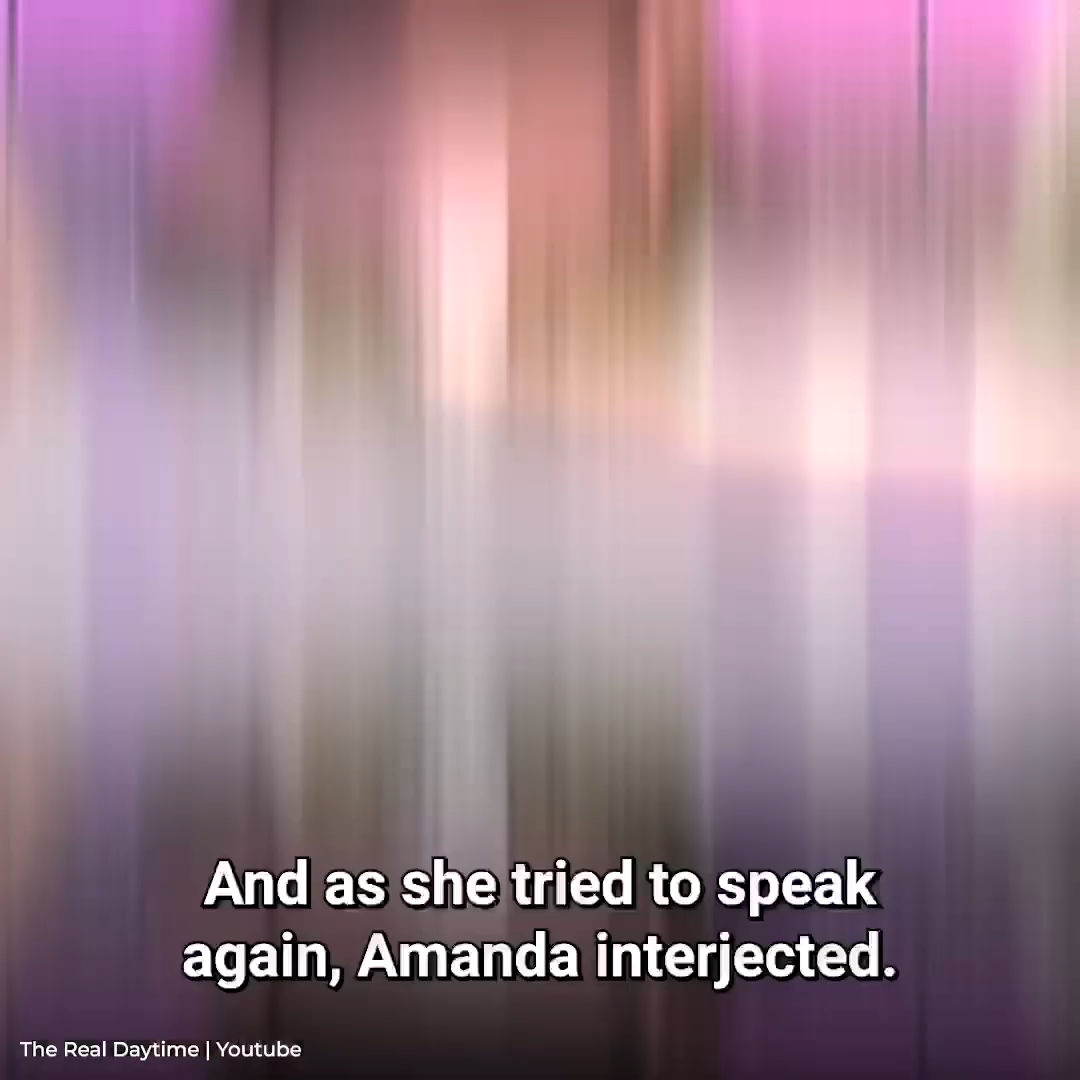 And as she tried to speak
again, Amanda interjected.
The Real Daytime | Youtube